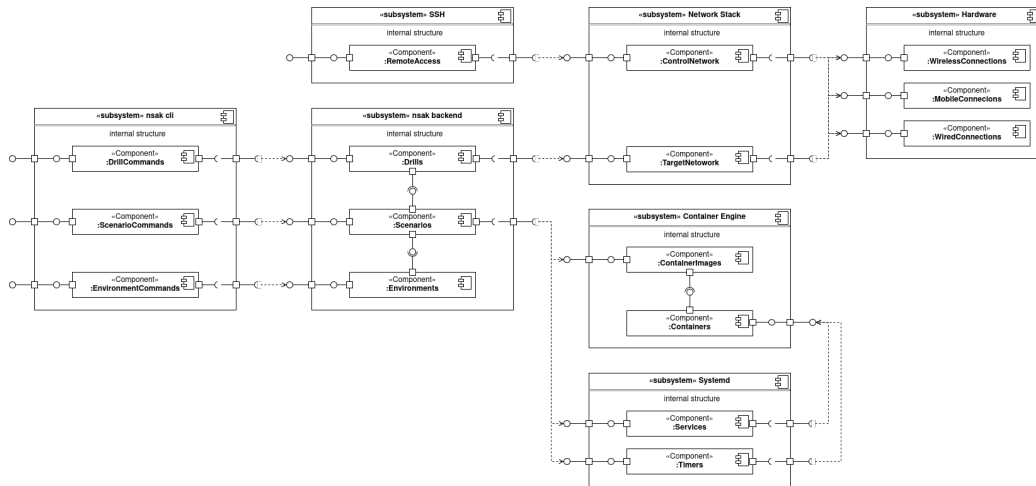 «subsystem» SSH
internal structure
«Component»
:RemoteAccess
«subsystem» Network Stack
internal structure
«Component»
:ControlNetwork
«Component»
:TargetNetowork
«subsystem» Hardware
internal structure
«Component»
:WirelessConnections
«Component»
:MobileConnecions
«Component»
:WiredConnections
«subsystem» nsak cli
internal structure
«Component»
:DrillCommands
«Component»
:ScenarioCommands
«Component»
:EnvironmentCommands
«subsystem» nsak backend
internal structure
«Component»
:Drills
«Component»
:Scenarios
«Component»
:Environments
«subsystem» Container Engine
internal structure
«Component»
:ContainerImages
«Component»
:Containers
«subsystem» Systemd
internal structure
«Component»
:Services
«Component»
:Timers